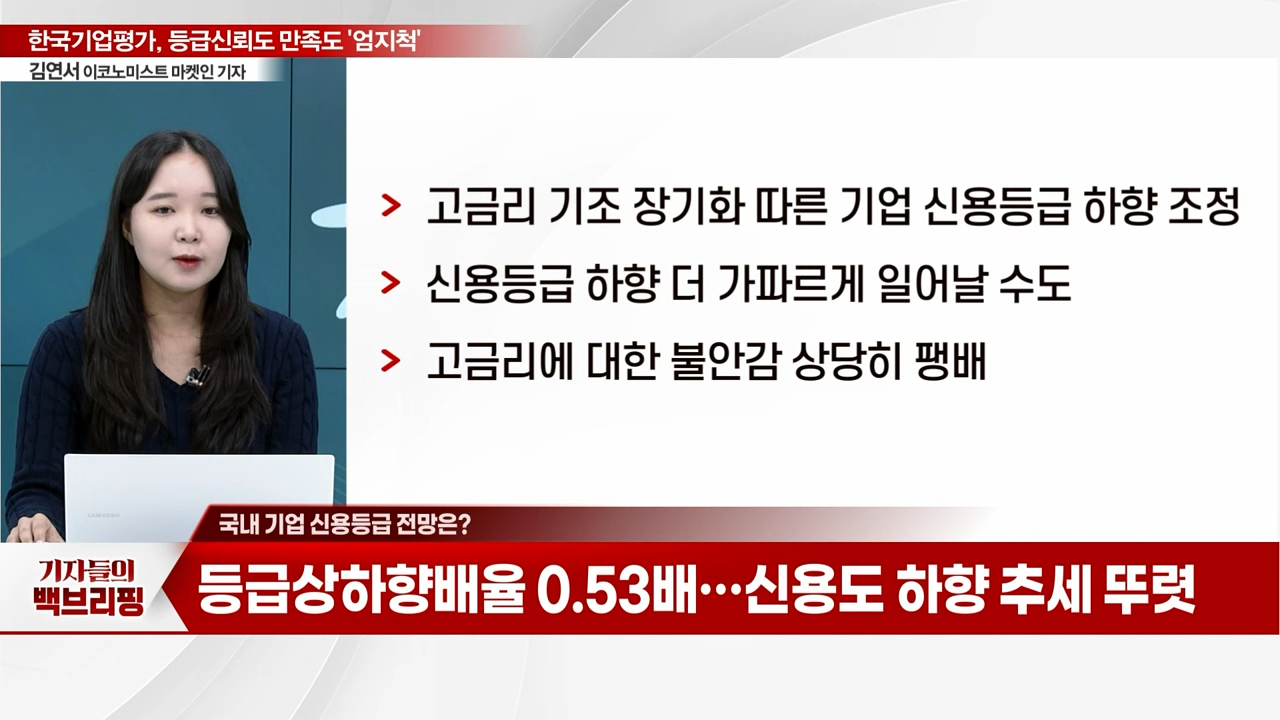 한국기업평가, 등급신뢰도 만족도 '엄지척'
김연서 이코노미스트 마켓인 기자
> 고금리 기조 장기화 따른 기업 신용등급 하향 조정
> 신용등급 하향 더 가파르게 일어날 수도
> 고금리에 대한 불안감 상당히 팽배
SAMSUNG
국내 기업 신용등급 전망은?
기자들의
백브리핑
등급상하향배율 0.53배…신용도 하향 추세 뚜렷